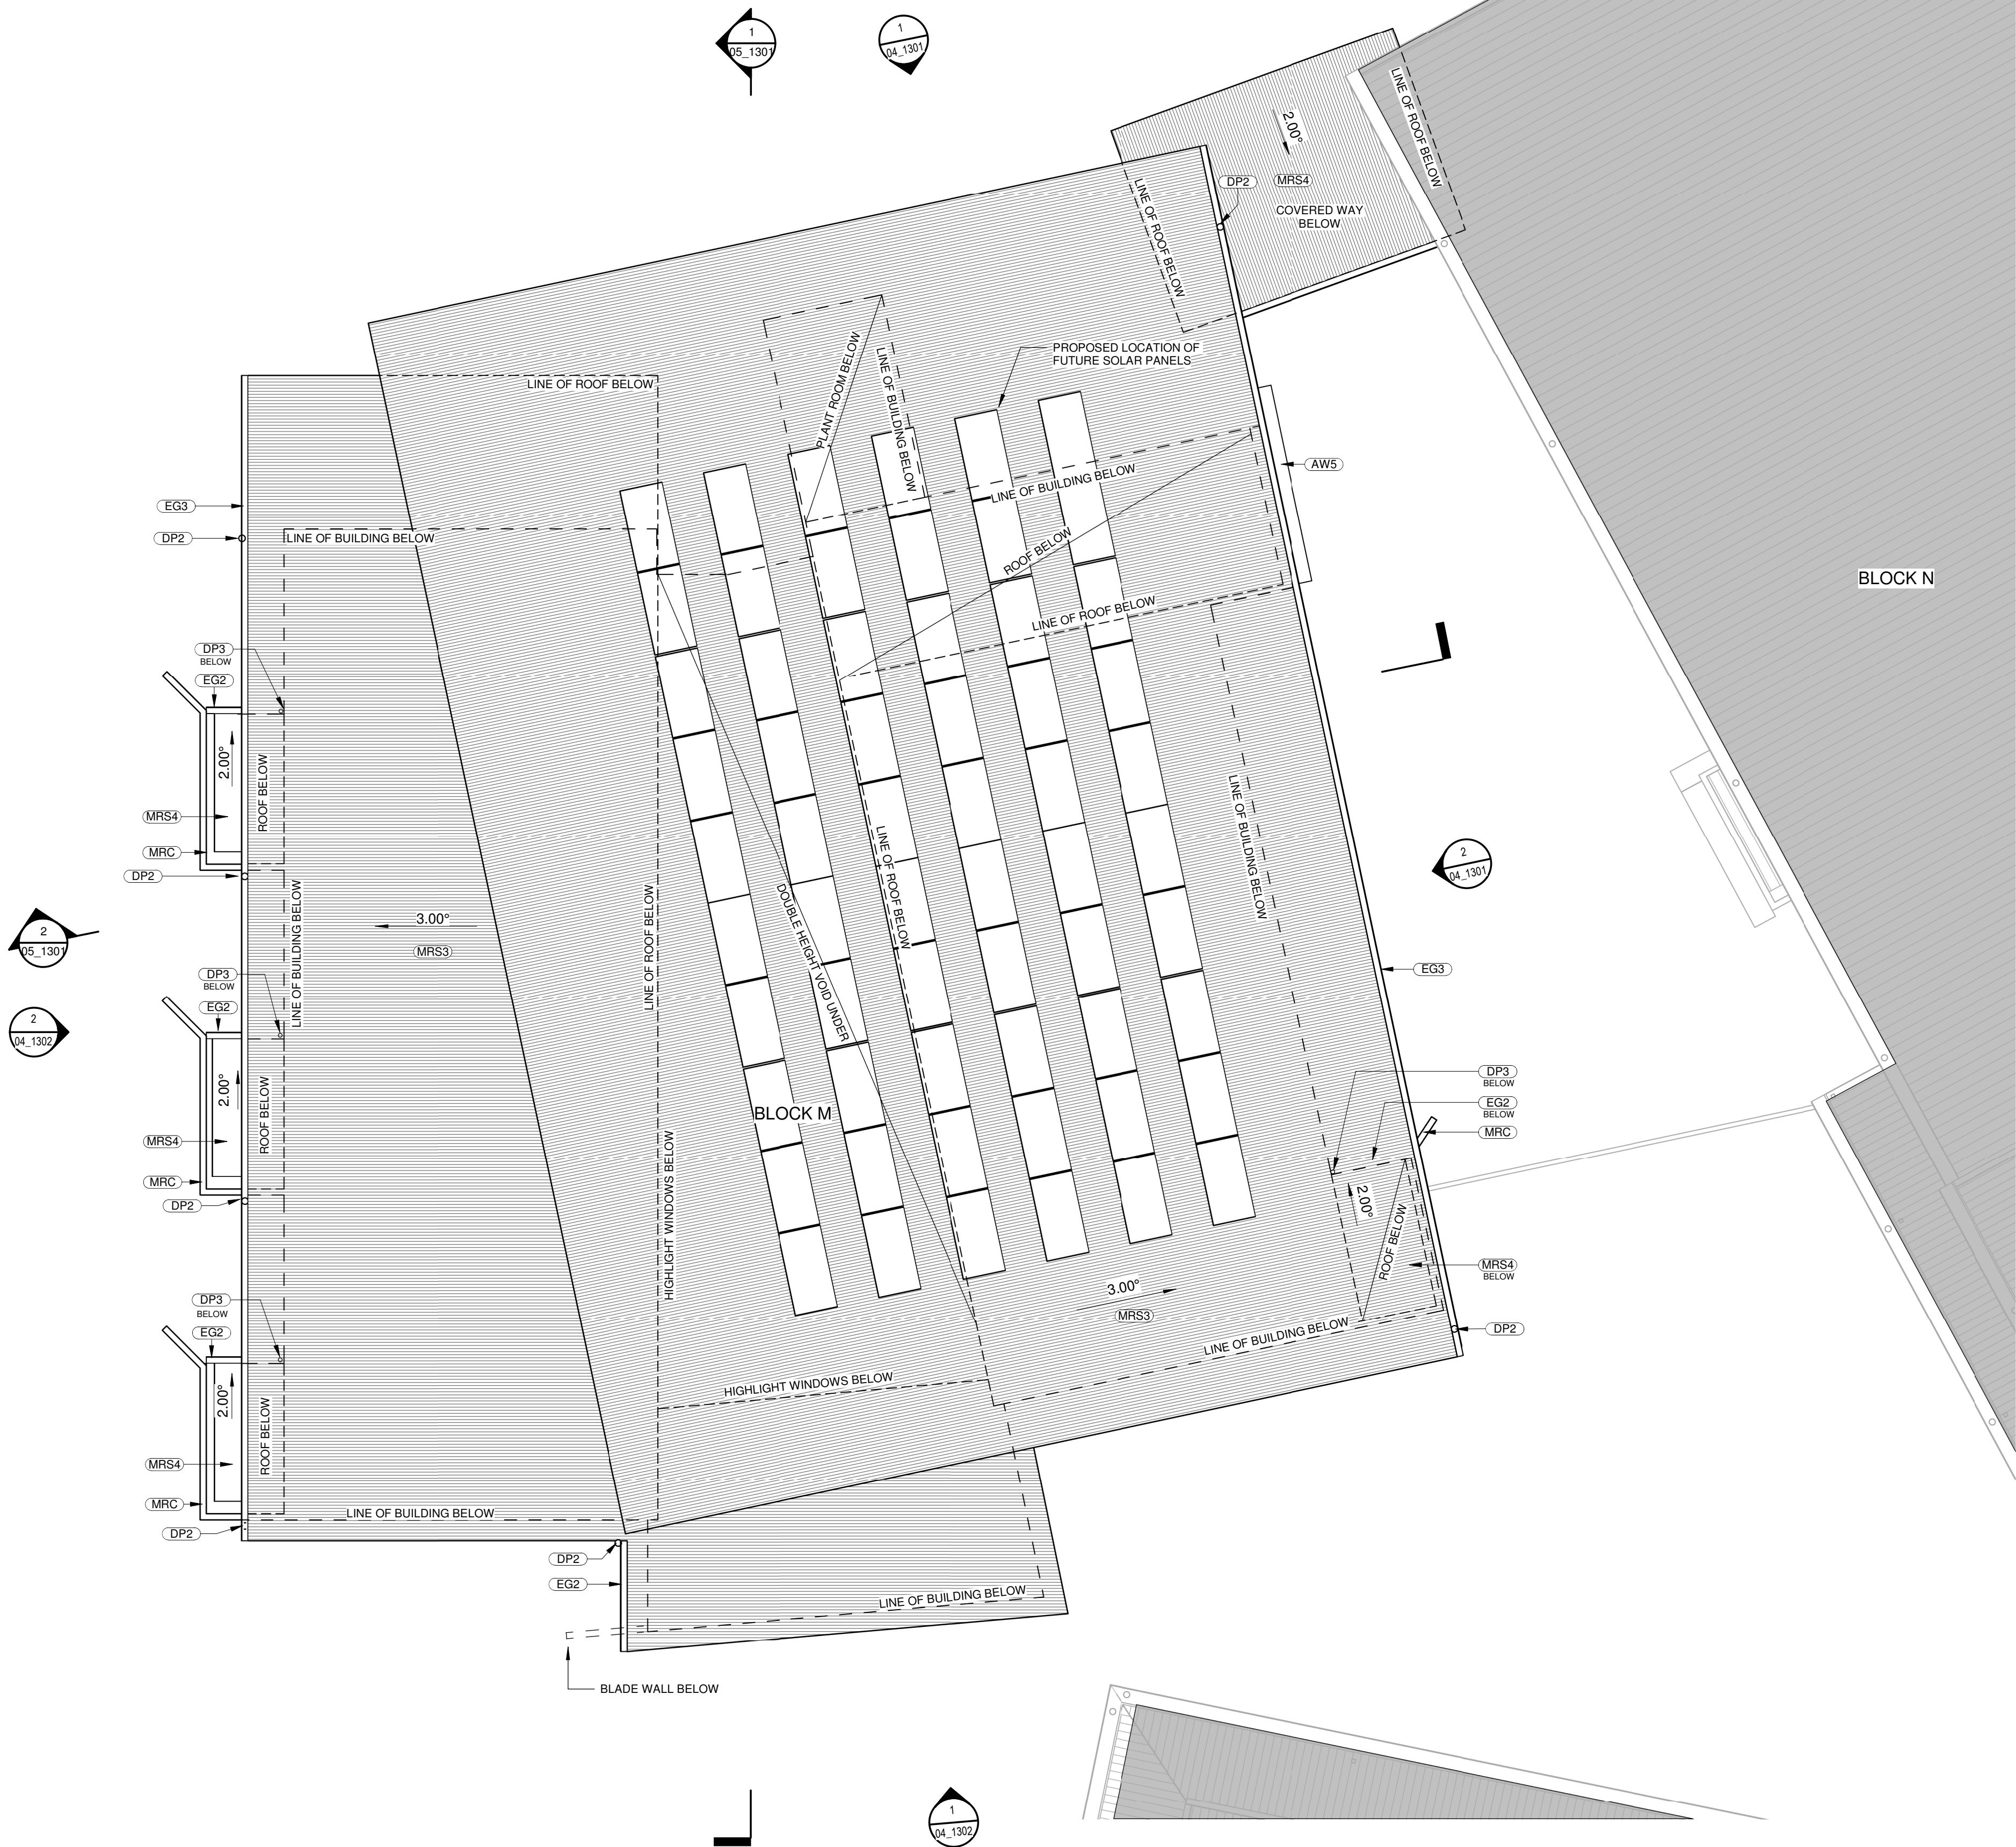 1
05_1301
1
04_1301
LINE OF ROOF BELOW
2.00°
DP2
MRS4
COVERED WAY
BELOW
LINE OF ROOF BELOW
PROPOSED LOCATION OF
FUTURE SOLAR PANELS
PLANT ROOM BELOW
LINE OF BUILDING BELOW
LINE OF ROOF BELOW
AW5
LINE OF BUILDING BELOW
EG3
DP2
LINE OF BUILDING BELOW
ROOF BELOW
BLOCK N
LINE OF ROOF BELOW
DP3
BELOW
EG2
2.00°
ROOF BELOW
MRS4
MRC
DP2
LINE OF BUILDING BELOW
LINE OF ROOF BELOW
LINE OF ROOF BELOW
DOUBLE HEIGHT VOID UNDER
LINE OF BUILDING BELOW
2
04_1301
3.00°
MRS3
2
05_1301
DP3
BELOW
EG3
EG2
2
04_1302
2.00°
ROOF BELOW
MRS4
MRC
DP2
BLOCK M
HIGHLIGHT WINDOWS BELOW
DP3
BELOW
EG2
BELOW
MRC
2.00°
ROOF BELOW
MRS4
BELOW
3.00°
MRS3
DP2
LINE OF BUILDING BELOW
DP3
BELOW
EG2
2.00°
ROOF BELOW
MRS4
MRC
DP2
HIGHLIGHT WINDOWS BELOW
LINE OF BUILDING BELOW
DP2
EG2
LINE OF BUILDING BELOW
BLADE WALL BELOW
1
04_1302